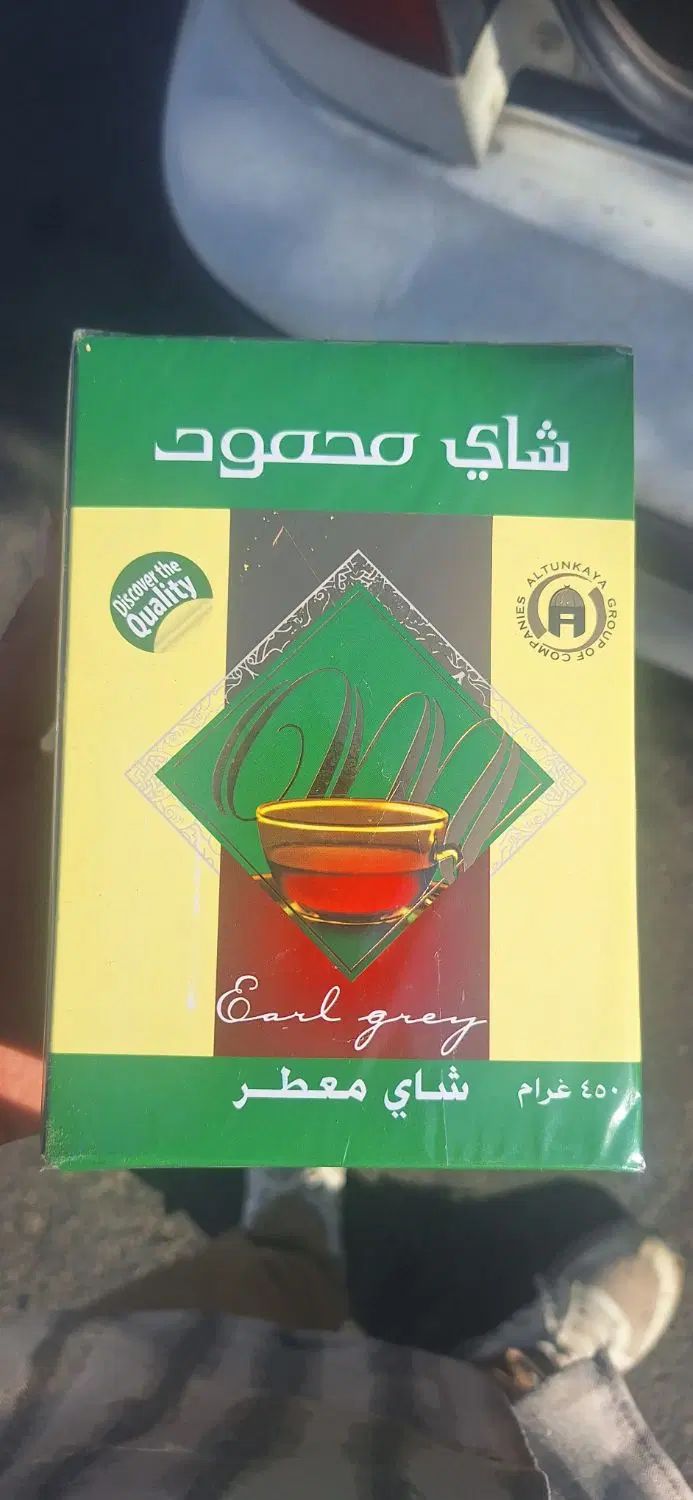 شاي محمود
Discover the
Quality
ALTUNKAYA GROUP OF COMPANIES
Earl grey
شاي معطر
٤٥٠ غرام